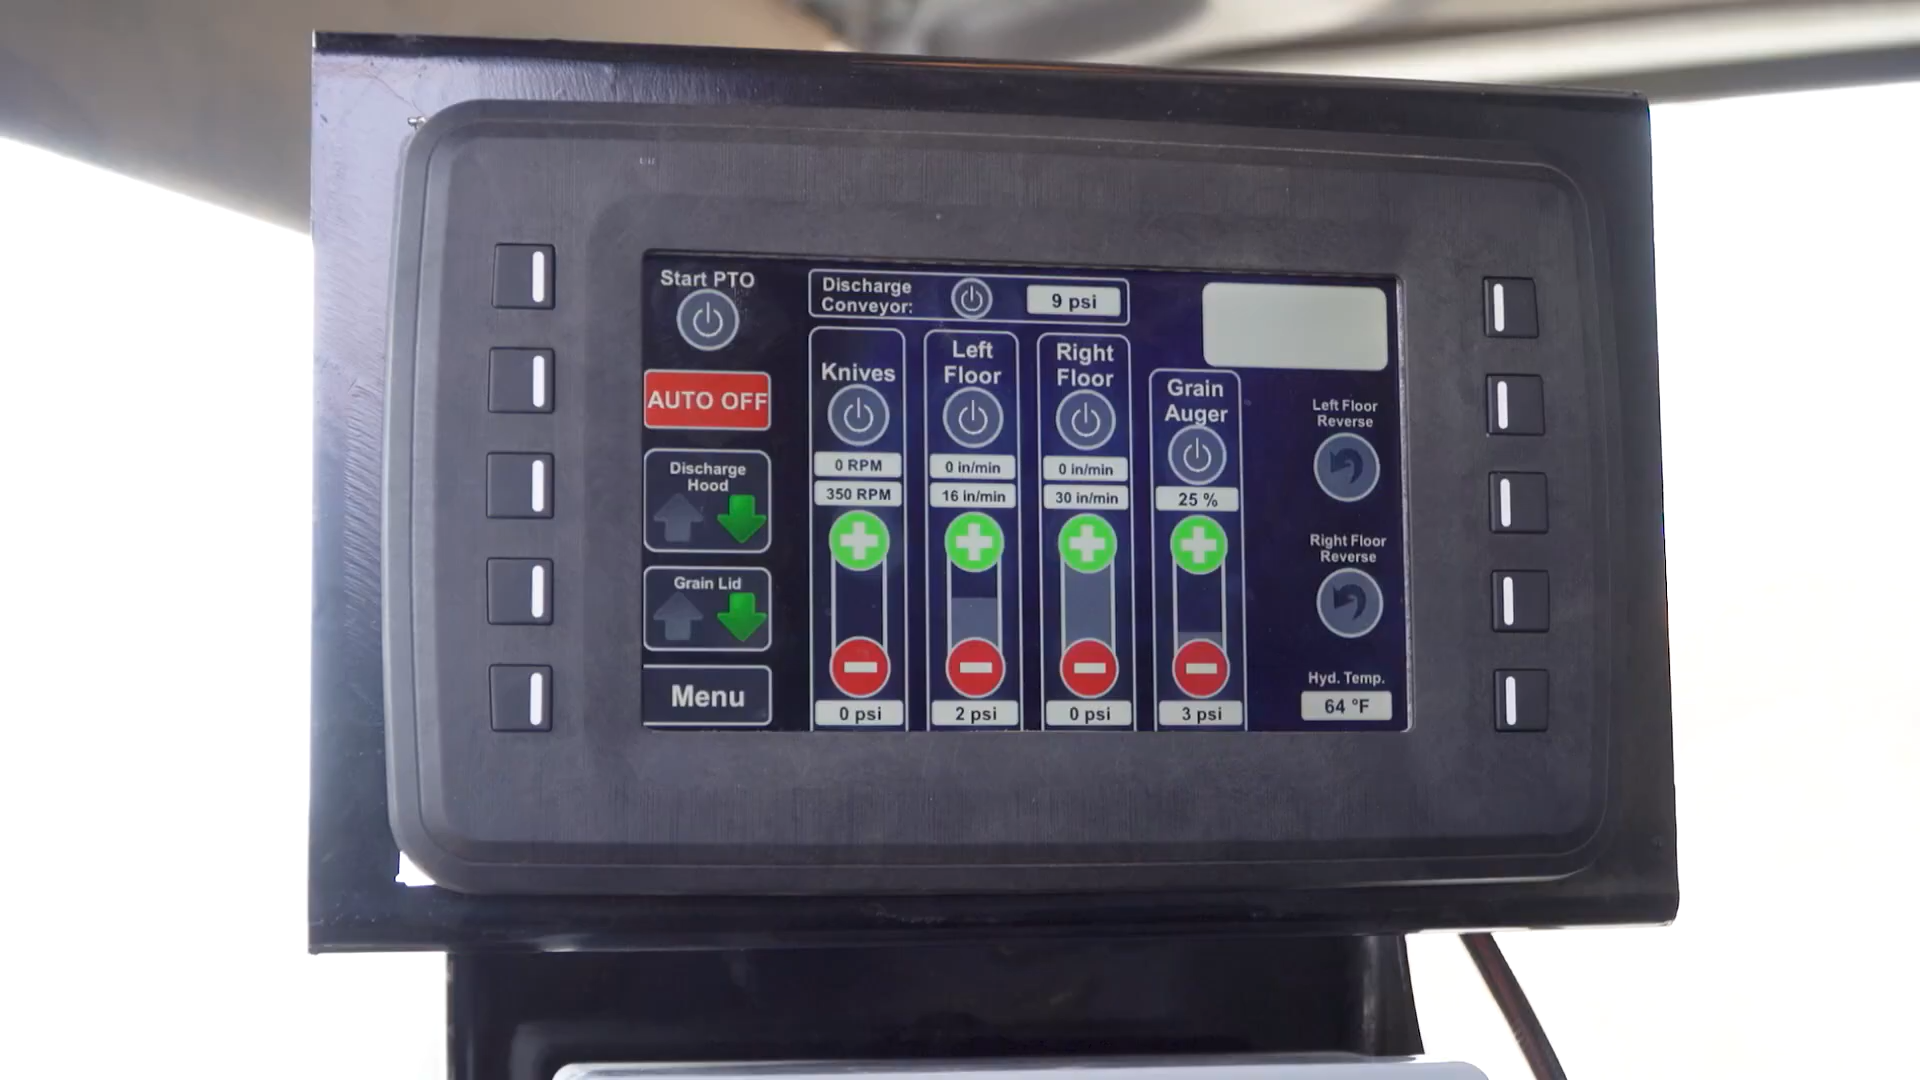 Start PTO
AUTO OFF
Discharge
Hood
Grain Lid
Menu
Discharge
Conveyor:
9 psi
Knives
0 RPM
350 RPM
0 psi
Left
Floor
0 in/min
16 in/min
2 psi
Right
Floor
0 in/min
30 in/min
0 psi
Grain
Auger
25 %
3 psi
Left Floor
Reverse
Right Floor
Reverse
Hyd. Temp.
64 °F